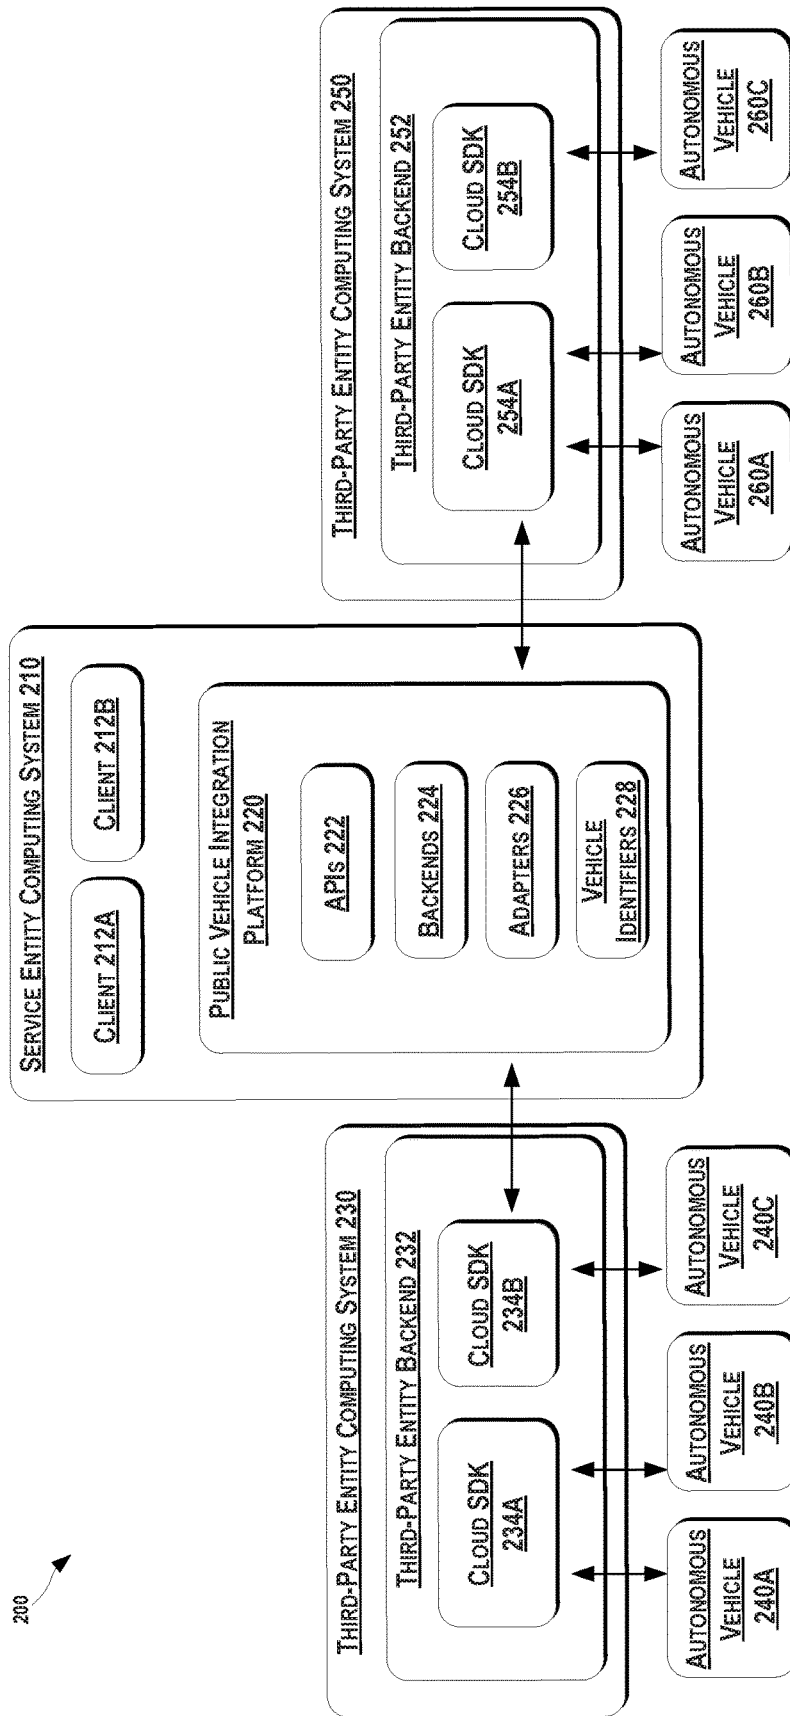 200
SERVICE ENTITY COMPUTING SYSTEM 210
CLIENT 212A
CLIENT 212B
PUBLIC VEHICLE INTEGRATION
PLATFORM 220
APIS 222
BACKENDS 224
ADAPTERS 226
VEHICLE
IDENTIFIERS 228
THIRD-PARTY ENTITY COMPUTING SYSTEM 230
THIRD-PARTY ENTITY BACKEND 232
CLOUD SDK
234A
CLOUD SDK
234B
AUTONOMOUS
VEHICLE
240A
AUTONOMOUS
VEHICLE
240B
AUTONOMOUS
VEHICLE
240C
THIRD-PARTY ENTITY COMPUTING SYSTEM 250
THIRD-PARTY ENTITY BACKEND 252
CLOUD SDK
254A
CLOUD SDK
254B
AUTONOMOUS
VEHICLE
260A
AUTONOMOUS
VEHICLE
260B
AUTONOMOUS
VEHICLE
260C